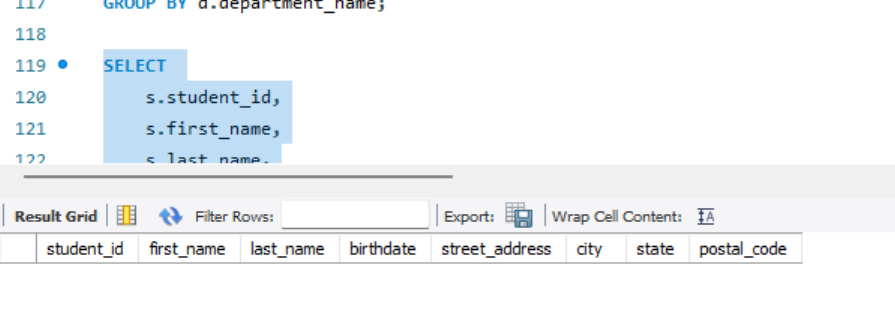 117 GROUP BY d.department_name;
118
119 SELECT
120 s.student_id,
121 s.first_name,
122 s.last_name,
Result Grid Filter Rows: Export: Wrap Cell Content:
student_id first_name last_name birthdate street_address city state postal_code